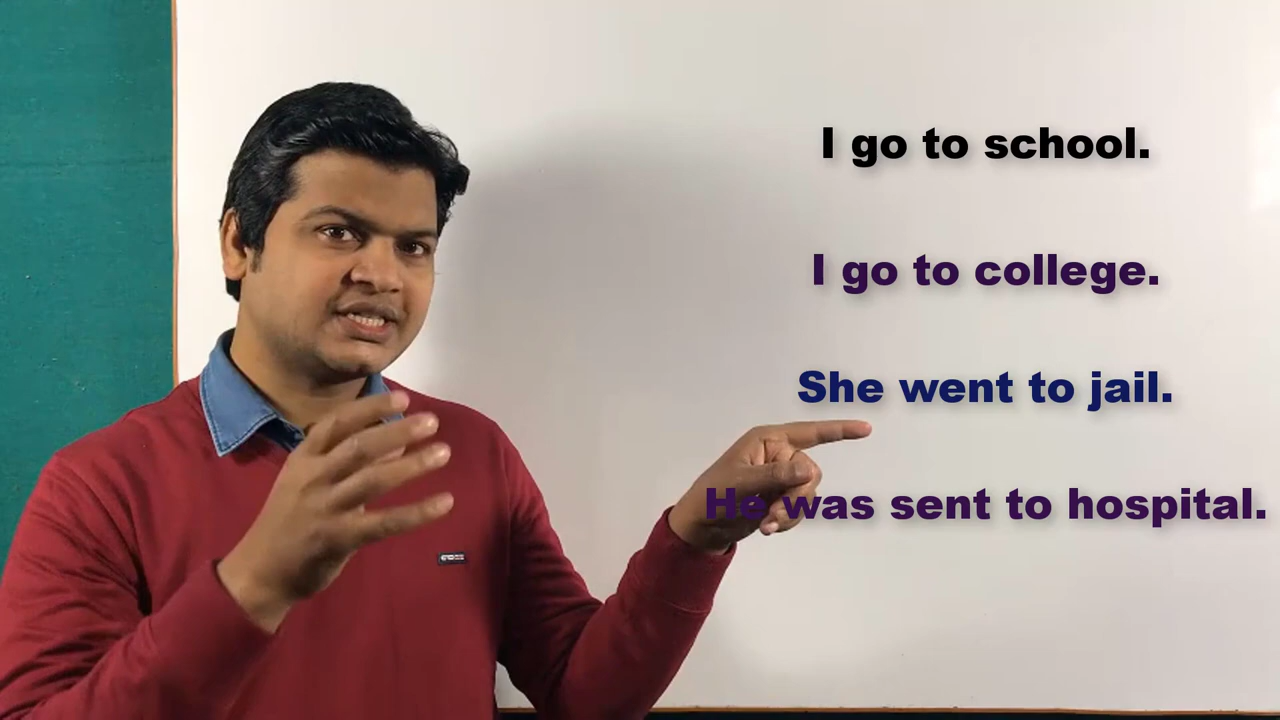 I go to school.
I go to college.
She went to jail.
He was sent to hospital.